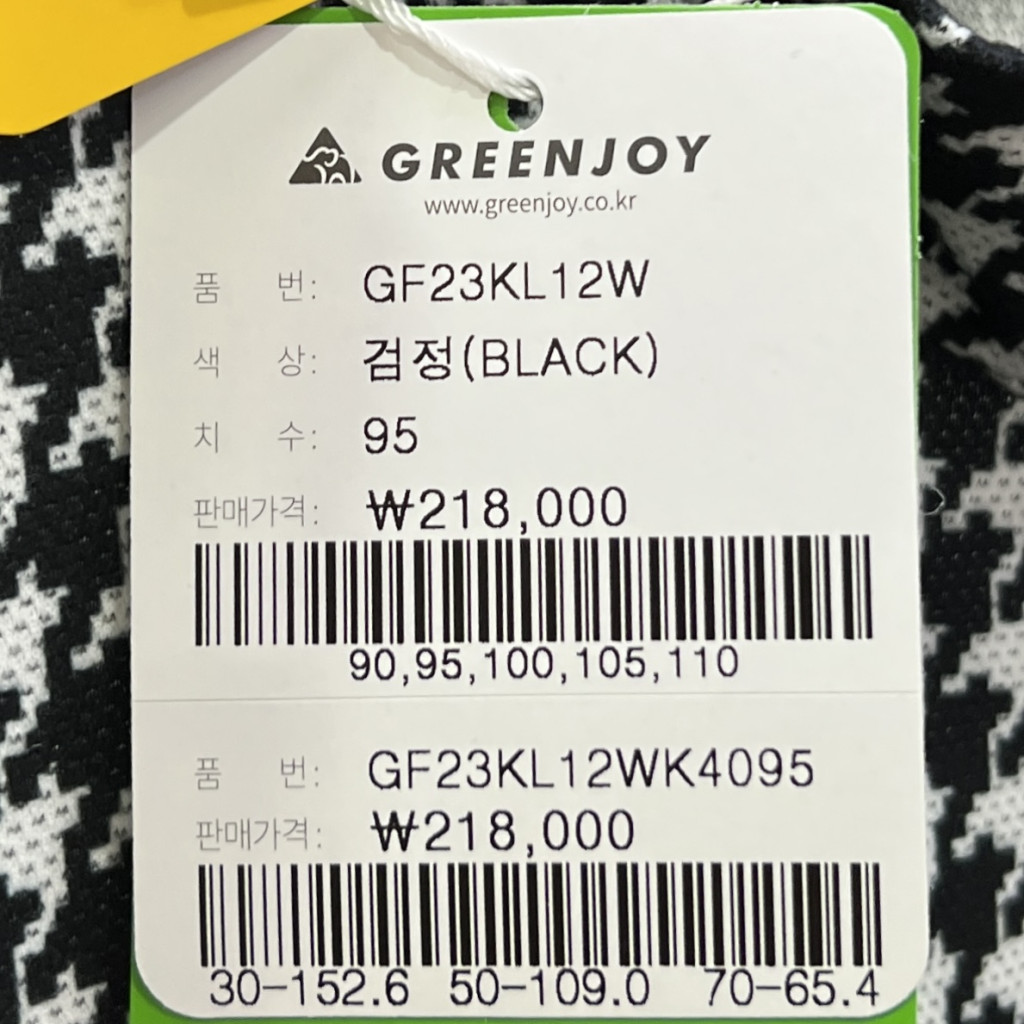 GREENJOY
www.greenjoy.co.kr
품 번: GF23KL12W
색 상: 검정(BLACK)
치 수: 95
판매가격: ₩218,000
90,95,100,105,110
품 번: GF23KL12WK4095
판매가격: ₩218,000
30-152.6 50-109.0 70-65.4